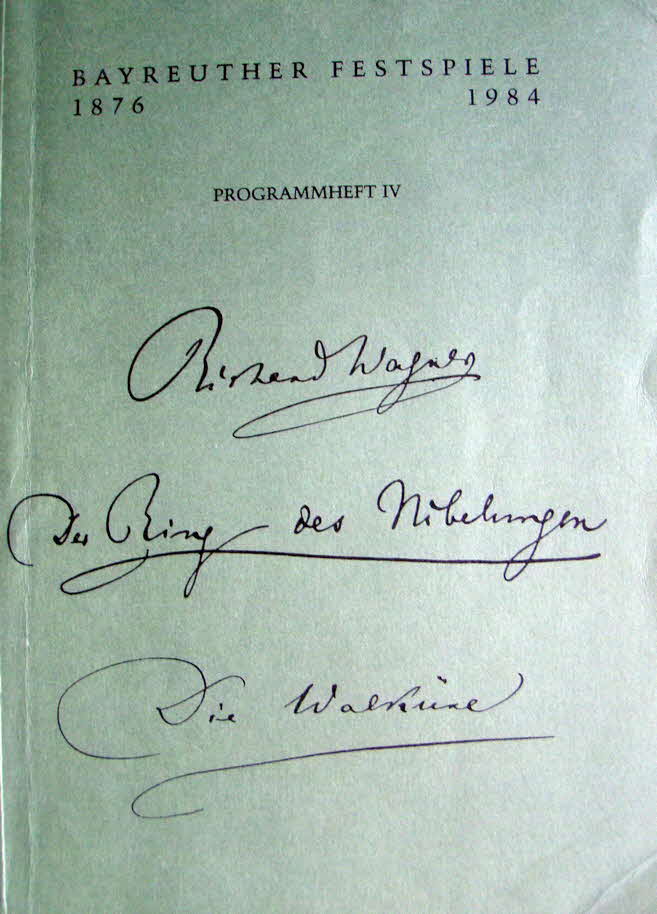 BAYREUTHER FESTSPIELE
1876 1984
PROGRAMMHEFT IV
Richard Wagner
Der Ring des Nibelungen
Die Walküre